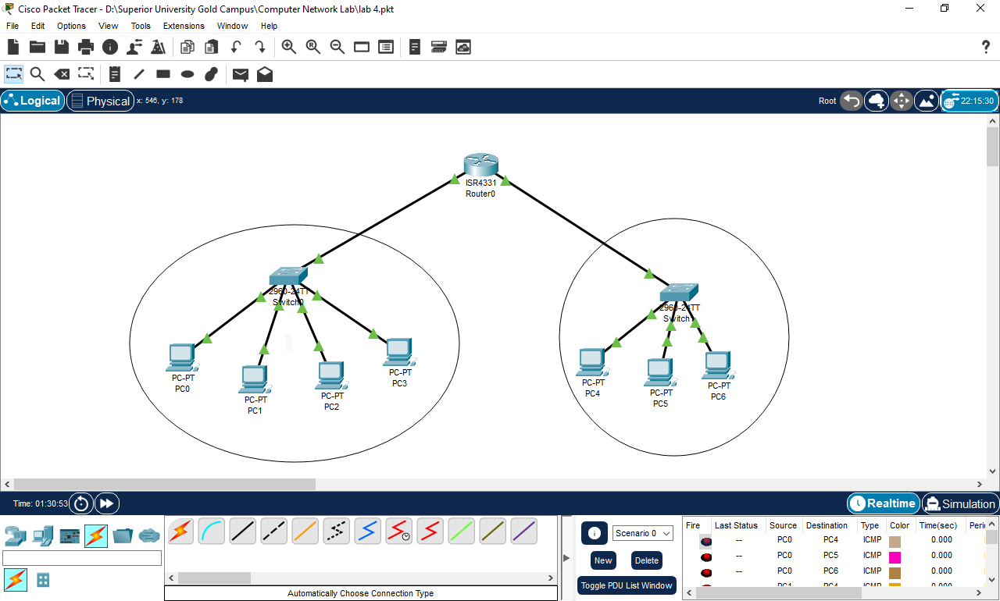 Cisco Packet Tracer - D:\Superior University Gold Campus\Computer Network Lab\lab 4.pkt
File Edit Options View Tools Extensions Window Help
Logical Physical x: 546, y: 178 Root 22:15:30
ISR4331
Router0
2960-24TT
Switch0
2960-24TT
Switch1
PC-PT
PC0
PC-PT
PC1
PC-PT
PC2
PC-PT
PC3
PC-PT
PC4
PC-PT
PC5
PC-PT
PC6
Time: 01:30:53 Realtime Simulation
Scenario 0
New Delete
Toggle PDU List Window
Automatically Choose Connection Type
Fire Last Status Source Destination Type Color Time(sec)
-- PC0 PC4 ICMP 0.000
-- PC0 PC5 ICMP 0.000
-- PC0 PC6 ICMP 0.000
PC1 PC4 ICMP 0.000